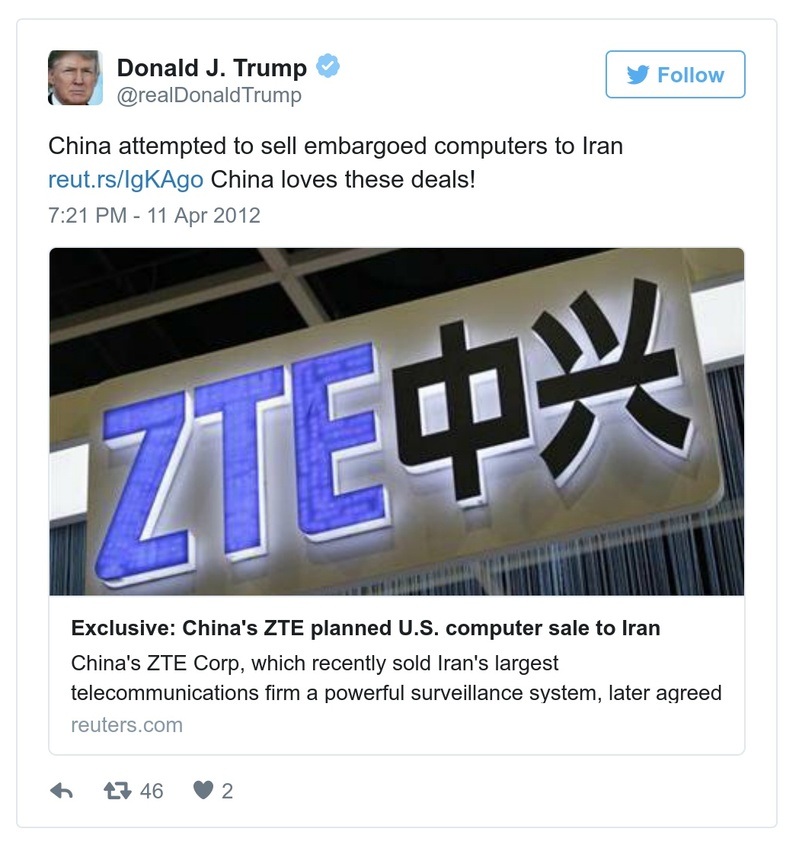 Donald J. Trump
@realDonaldTrump
Follow
China attempted to sell embargoed computers to Iran
reut.rs/IgKAgo China loves these deals!
7:21 PM - 11 Apr 2012
ZTE中兴
Exclusive: China's ZTE planned U.S. computer sale to Iran
China's ZTE Corp, which recently sold Iran's largest
telecommunications firm a powerful surveillance system, later agreed
reuters.com
46 2